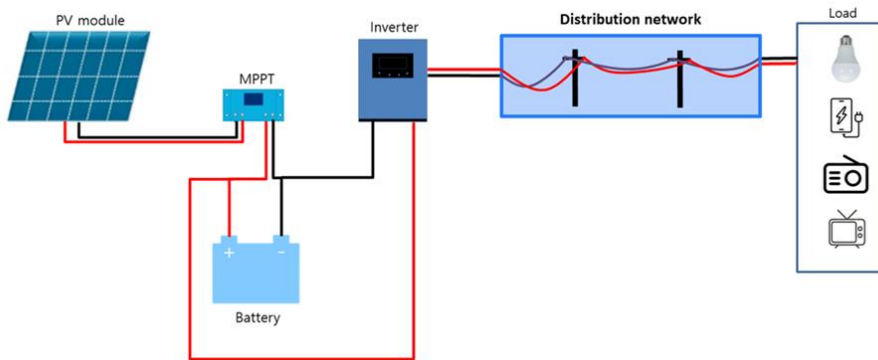 PV module
MPPT
Inverter
Distribution network
Load
+ -
Battery